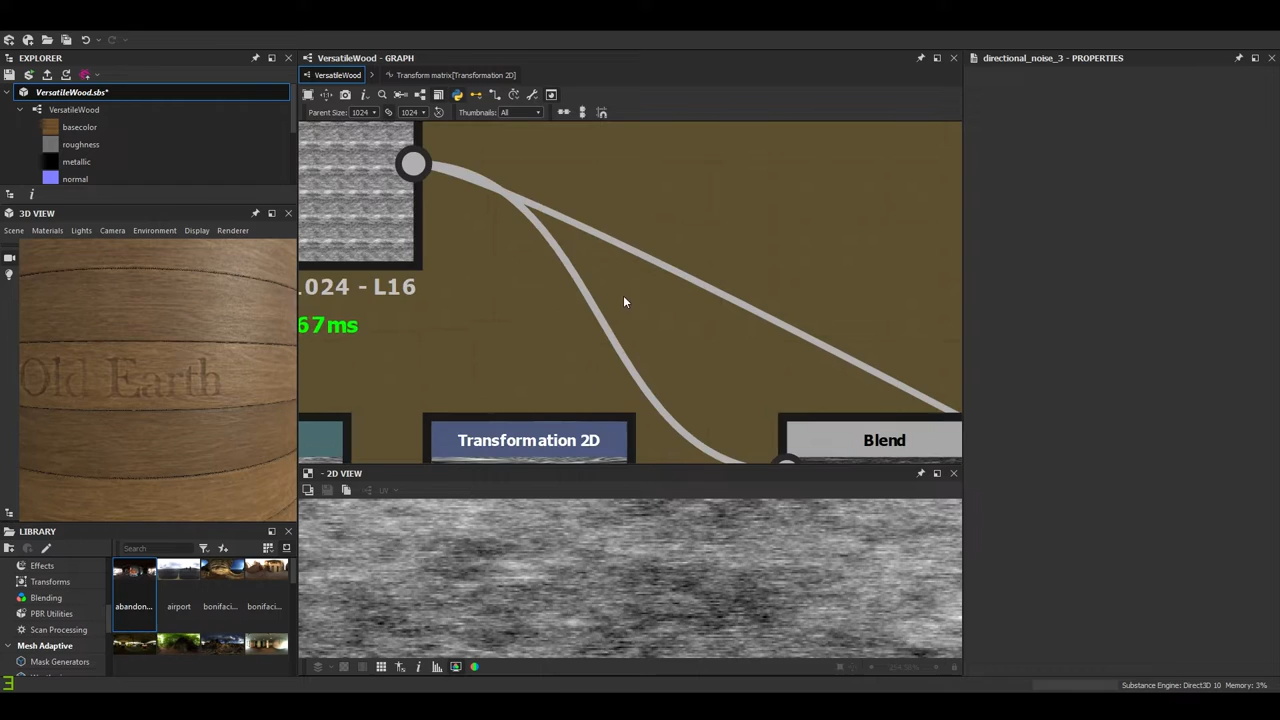 EXPLORER
VersatileWood.sbs*
VersatileWood
basecolor
roughness
metallic
normal
3D VIEW
Scene Materials Lights Camera Environment Display Renderer
Old Earth
LIBRARY
Search
Effects
Transforms
Blending
PBR Utilities
Scan Processing
Mesh Adaptive
Mask Generators
abandon...
airport
bonifaci...
bonifaci...
VersatileWood - GRAPH
VersatileWood
Transform matrix[Transformation 2D]
Parent Size: 1024 1024 Thumbnails: All
1024 - L16
67ms
Transformation 2D
Blend
- 2D VIEW
UV
directional_noise_3 - PROPERTIES
3
Substance Engine: Direct3D 10 Memory: 3%